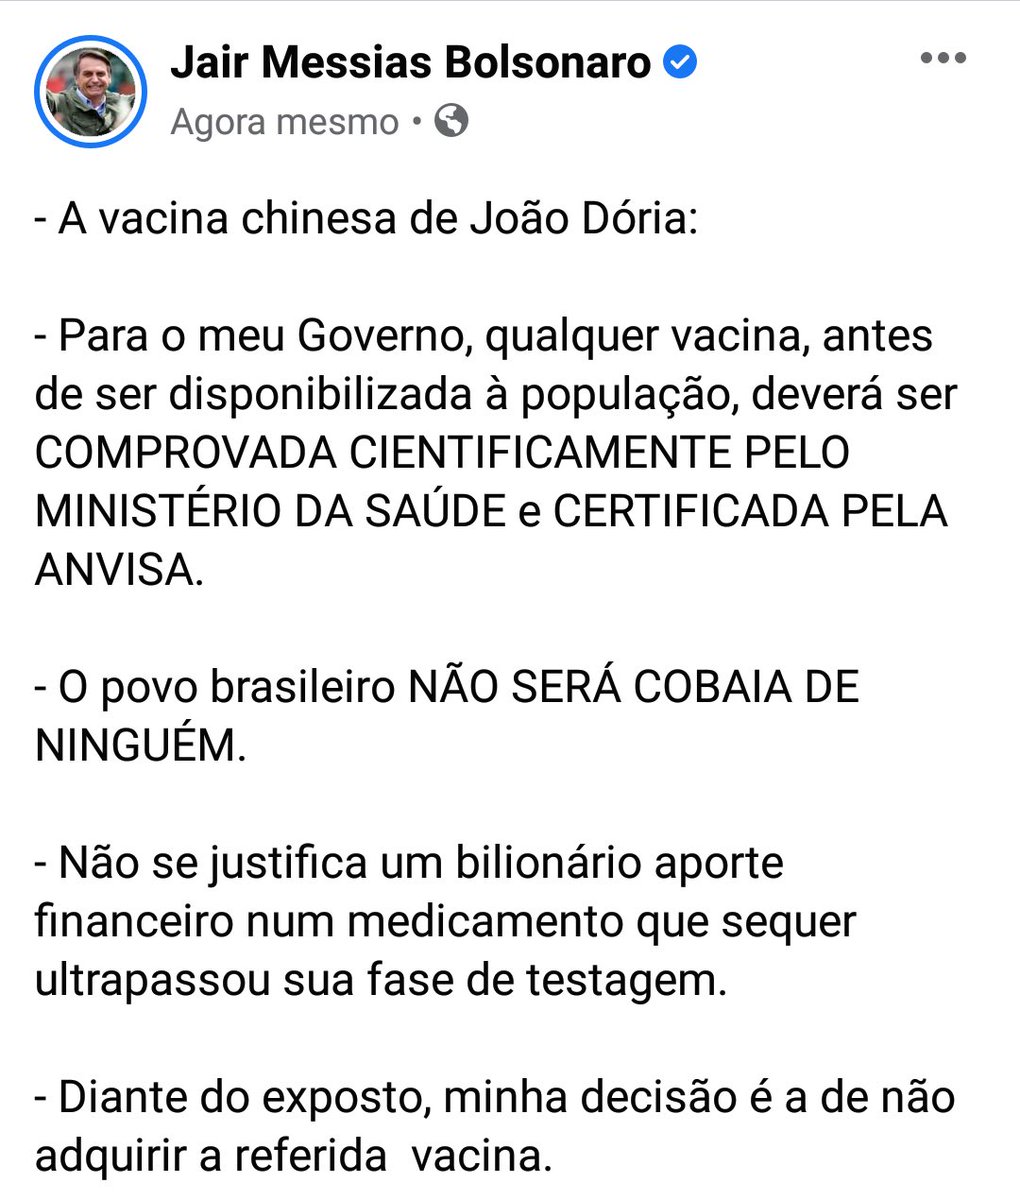 Jair Messias Bolsonaro
Agora mesmo •
- A vacina chinesa de João Dória:
- Para o meu Governo, qualquer vacina, antes
de ser disponibilizada à população, deverá ser
COMPROVADA CIENTIFICAMENTE PELO
MINISTÉRIO DA SAÚDE e CERTIFICADA PELA
ANVISA.
- O povo brasileiro NÃO SERÁ COBAIA DE
NINGUÉM.
- Não se justifica um bilionário aporte
financeiro num medicamento que sequer
ultrapassou sua fase de testagem.
- Diante do exposto, minha decisão é a de não
adquirir a referida  vacina.